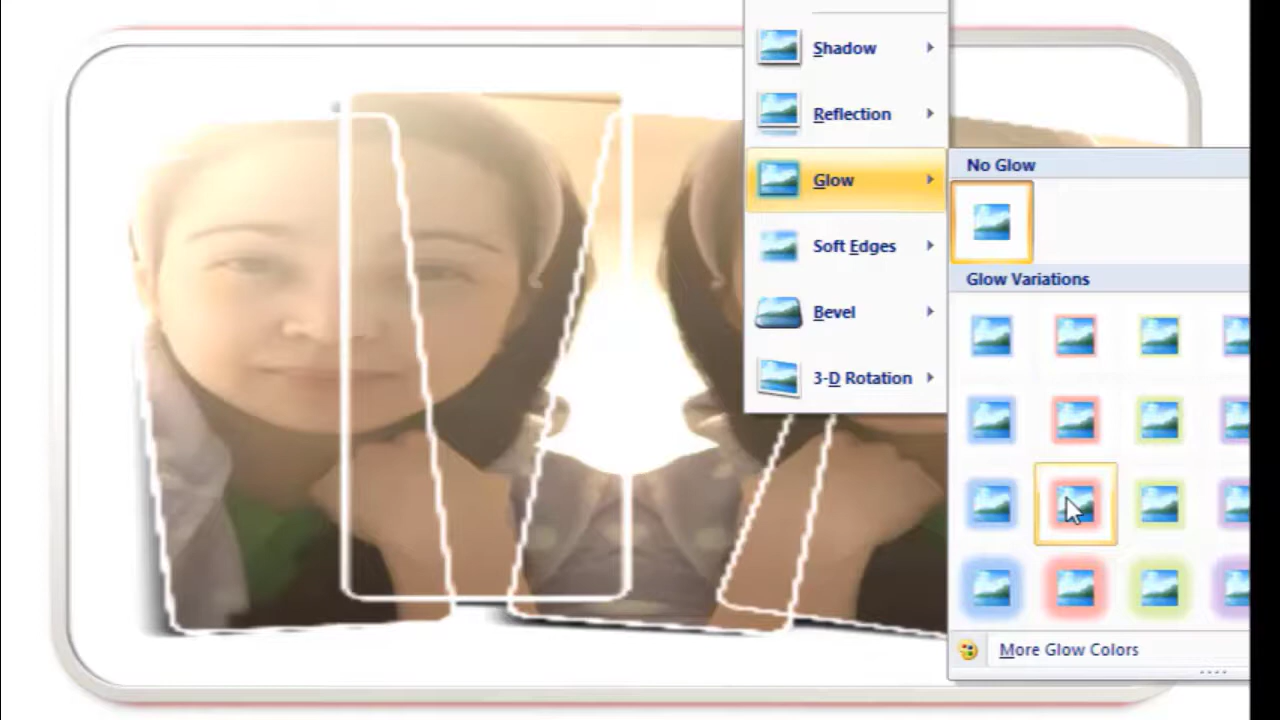 Shadow
Reflection
Glow
Soft Edges
Bevel
3-D Rotation
No Glow
Glow Variations
More Glow Colors